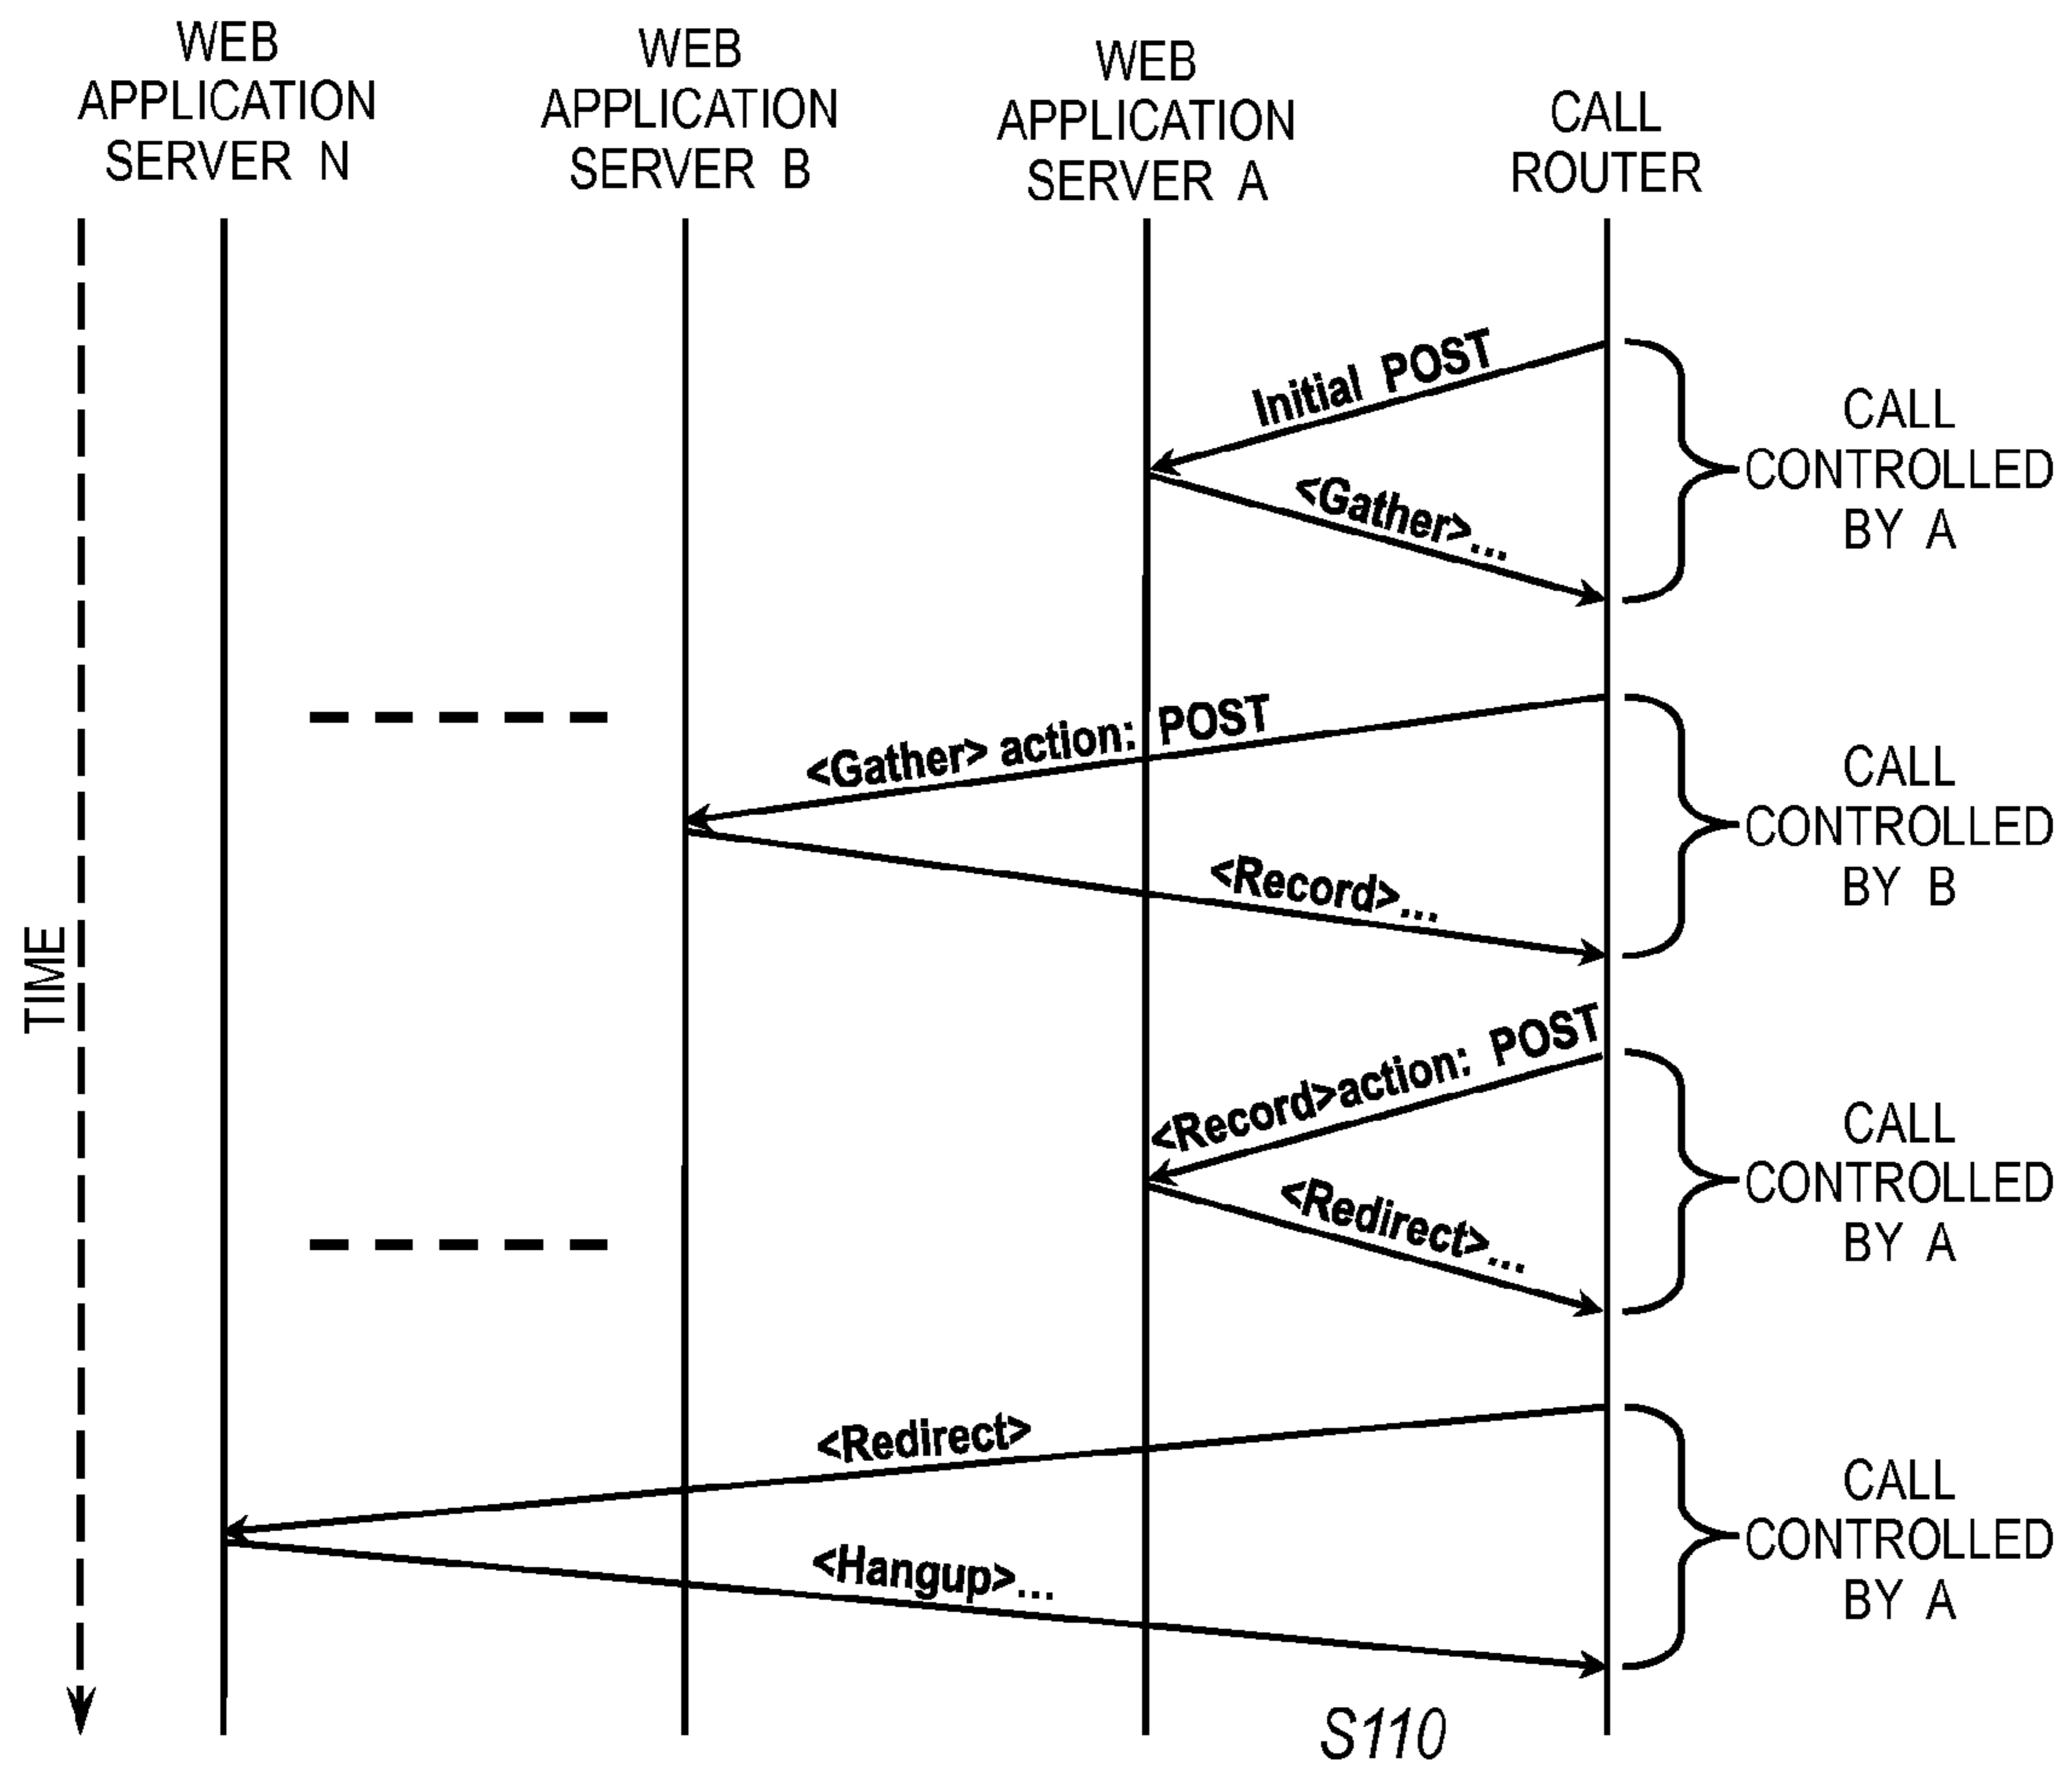 WEB
APPLICATION
SERVER N
WEB
APPLICATION
SERVER B
WEB
APPLICATION
SERVER A
CALL
ROUTER
Initial POST
<Gather>...
CALL
CONTROLLED
BY A
<Gather> action: POST
<Record>...
CALL
CONTROLLED
BY B
TIME
<Record>action: POST
<Redirect>...
CALL
CONTROLLED
BY A
<Redirect>
<Hangup>...
CALL
CONTROLLED
BY A
S110